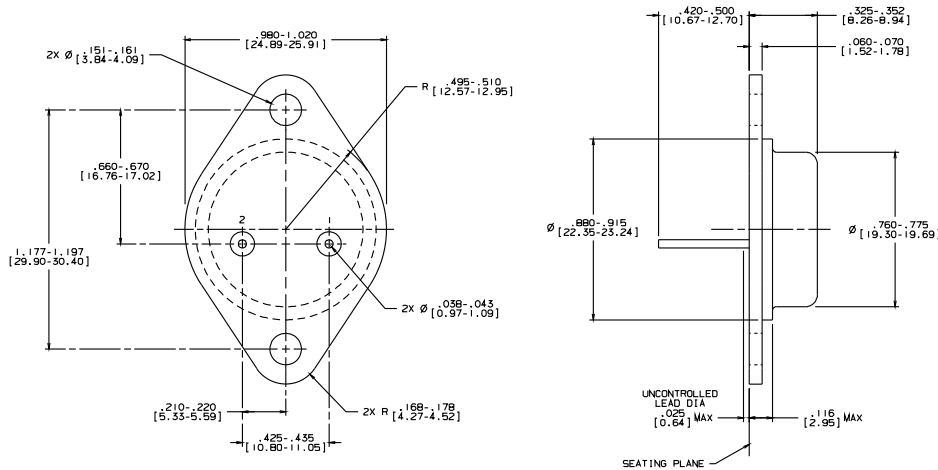 .980-1.020
[24.89-25.91]
2X Ø .151-.161
[3.84-4.09]
R .495-.510
[12.57-12.95]
.660-.670
[16.76-17.02]
1.177-1.197
[29.90-30.40]
2
1
2X Ø .038-.043
[0.97-1.09]
.210-.220
[5.33-5.59]
2X R .168-.178
[4.27-4.52]
.425-.435
[10.80-11.05]
.420-.500
[10.67-12.70]
.325-.352
[8.26-8.94]
.060-.070
[1.52-1.78]
Ø .880-.915
[22.35-23.24]
Ø .760-.775
[19.30-19.69]
UNCONTROLLED
LEAD DIA
.025
[0.64] MAX
.116
[2.95] MAX
SEATING PLANE